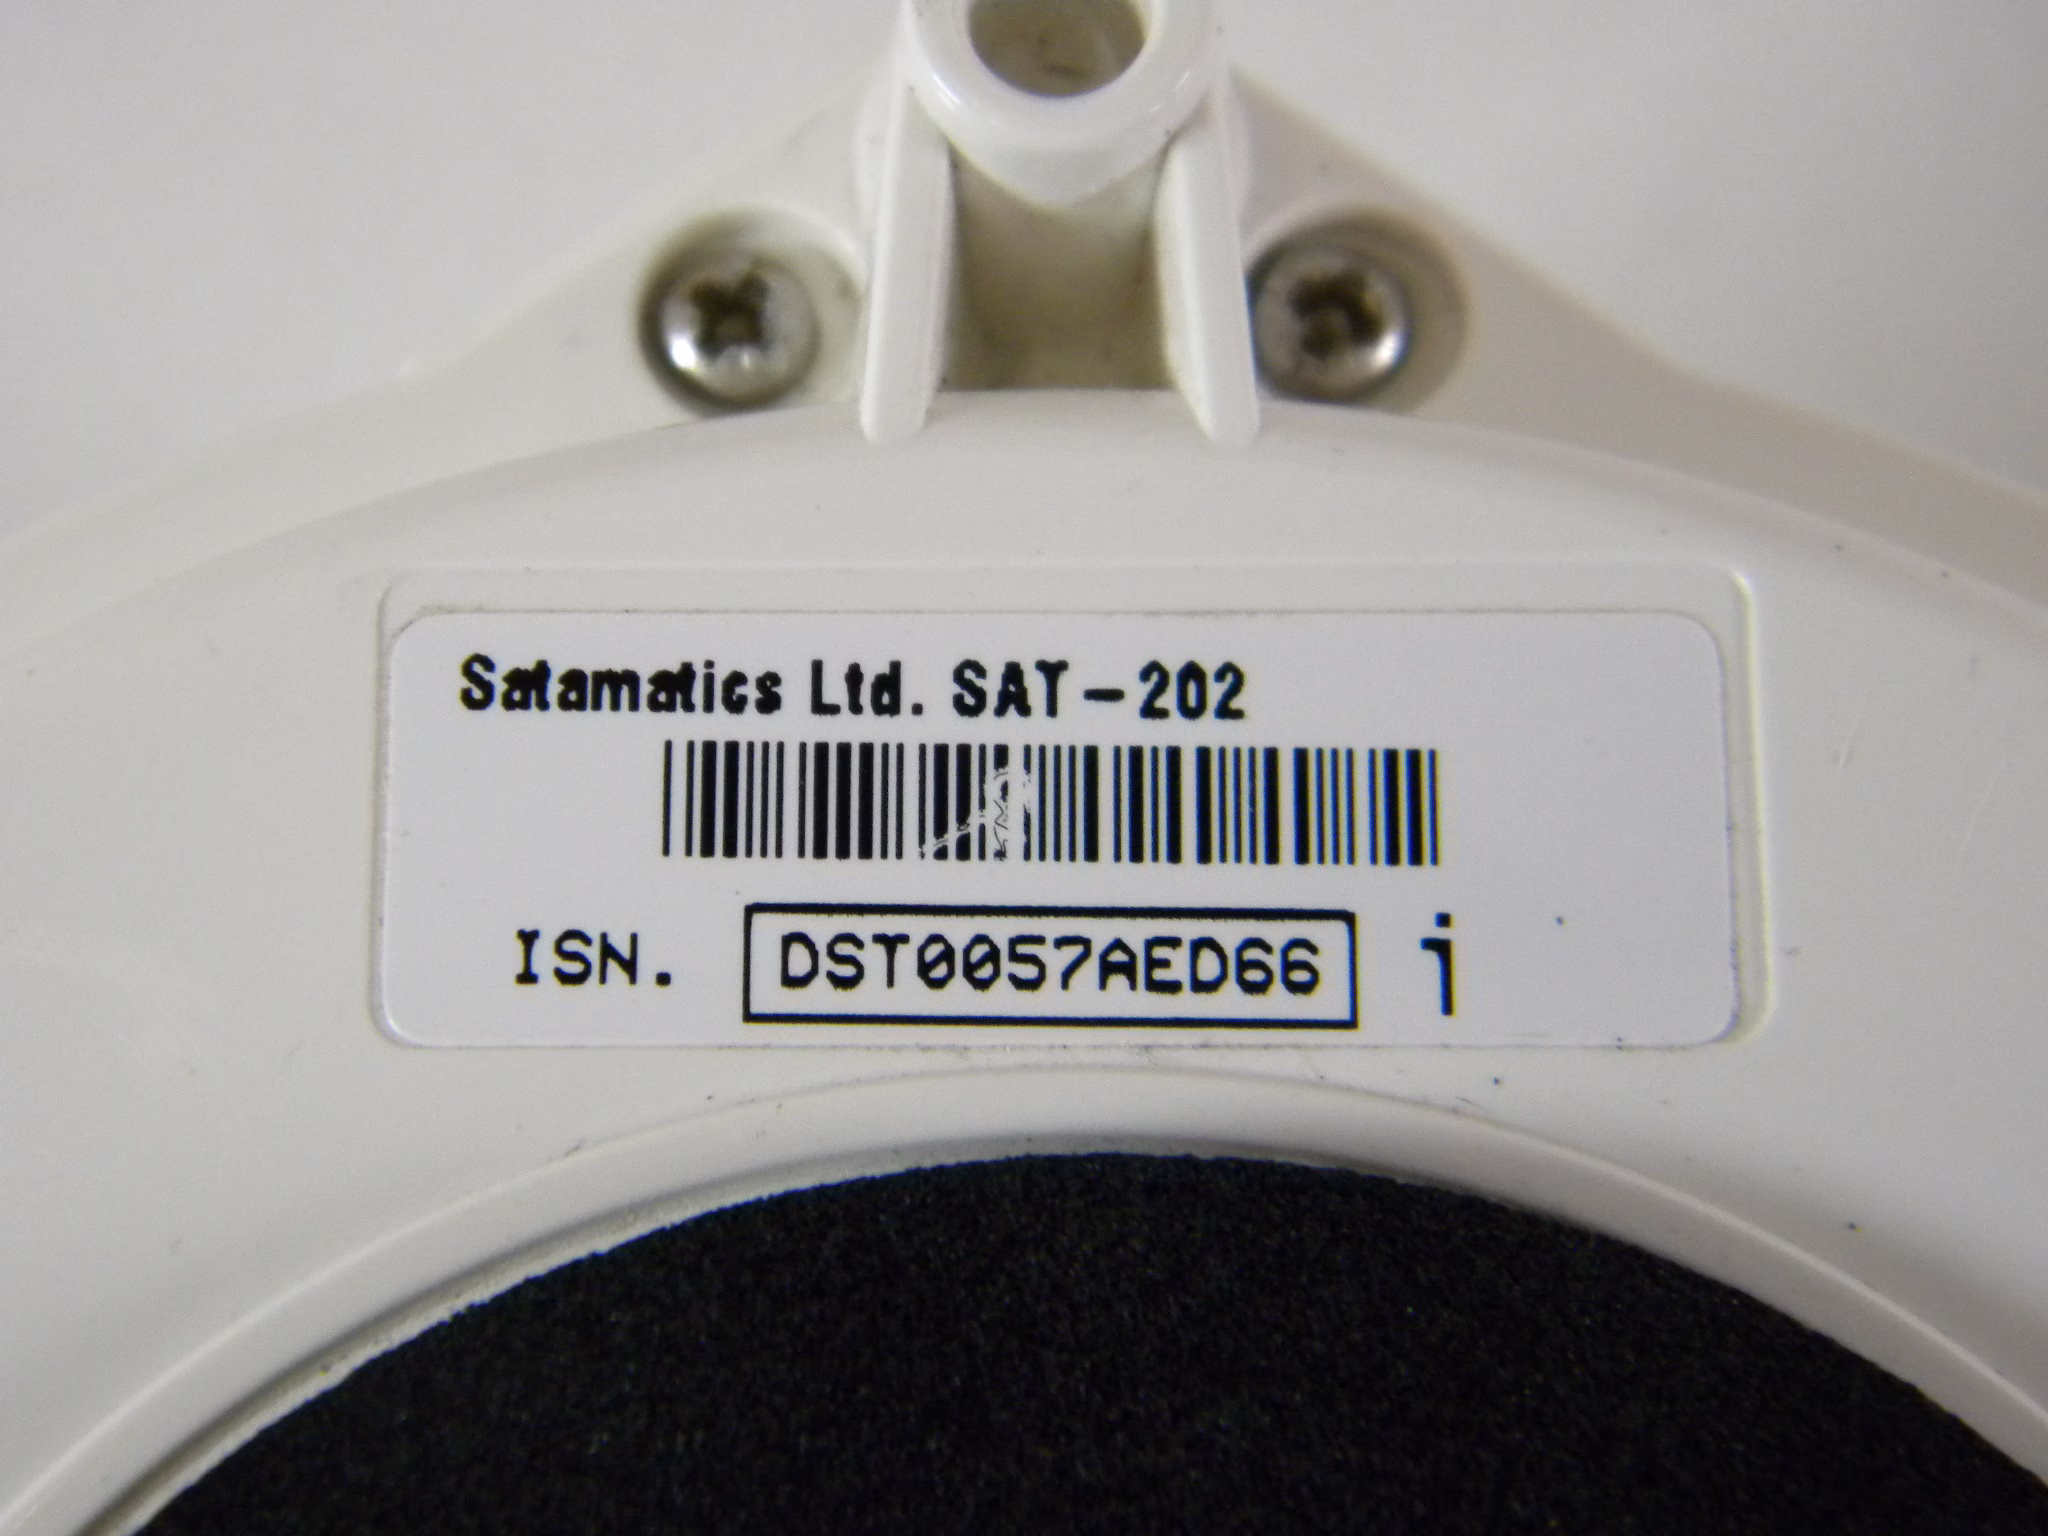 Satamatics Ltd. SAT-202
ISN. DST0057AED66 i